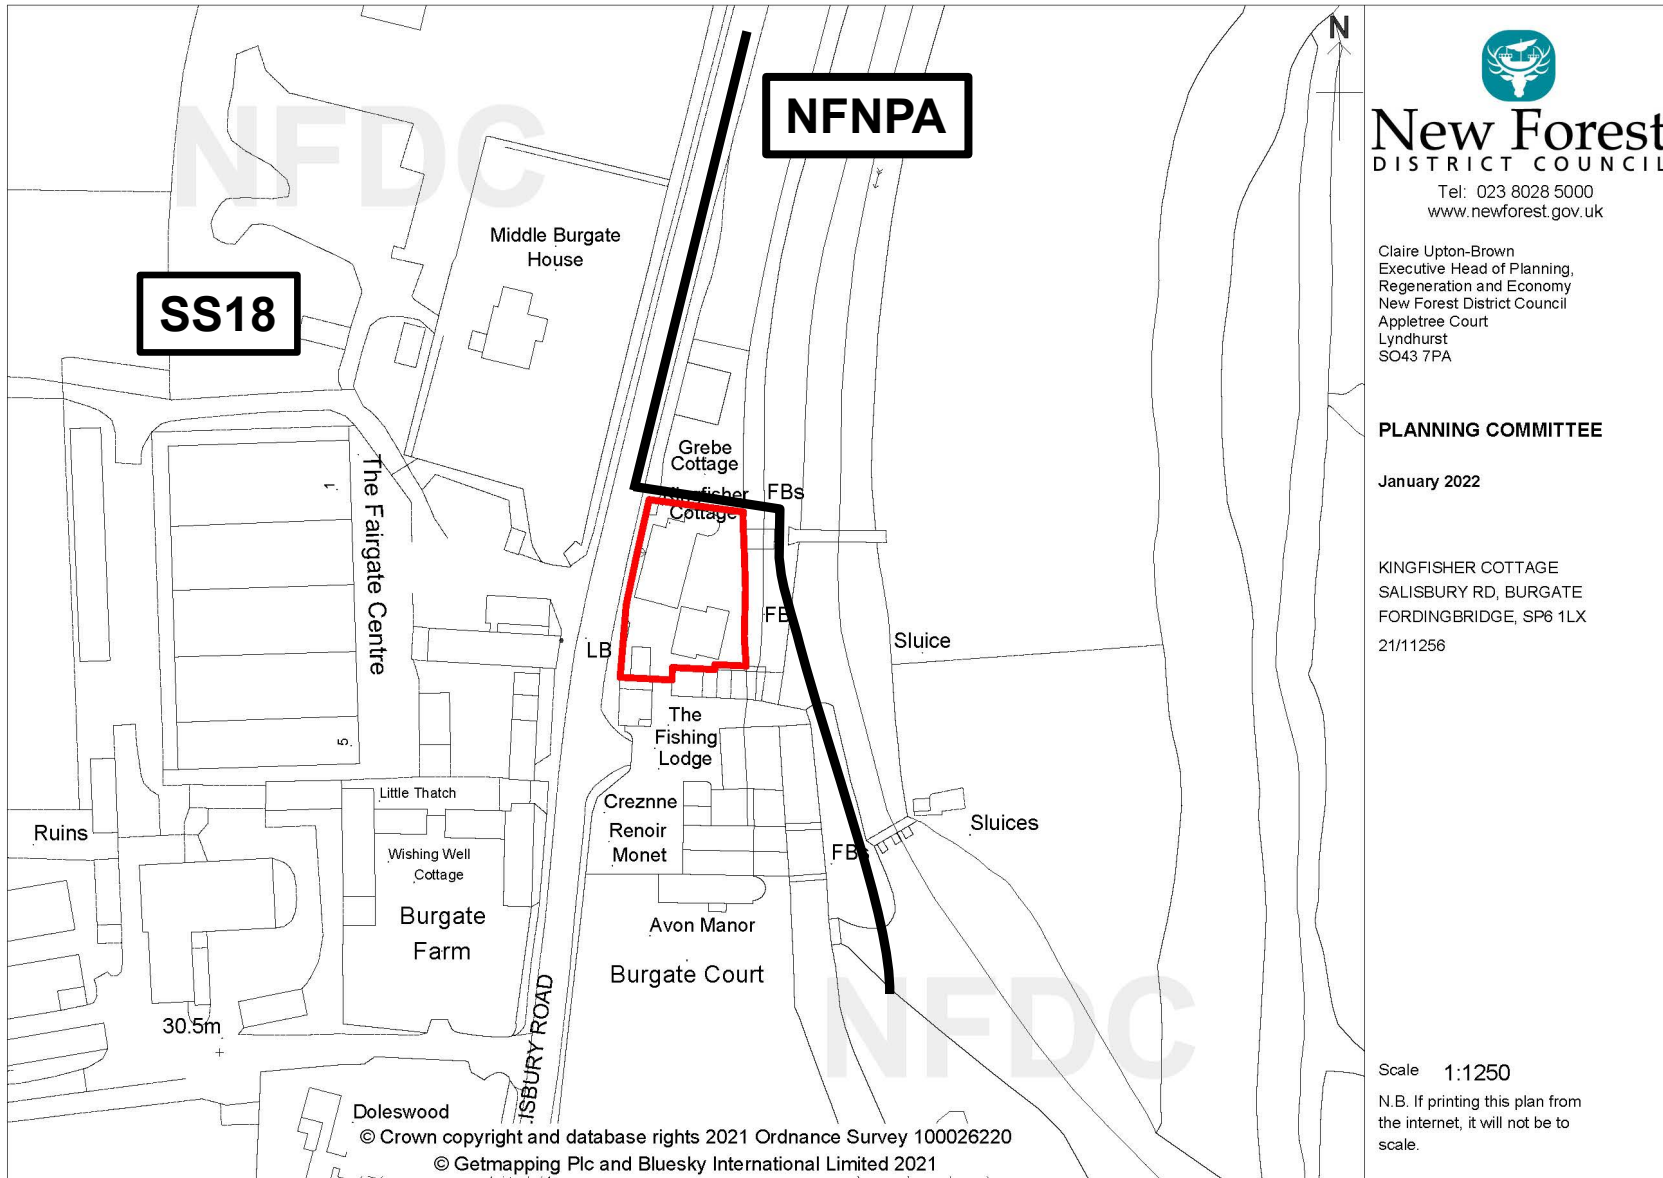 NFDC
NFNPA
SS18
Middle Burgate
House
The Fairgate Centre
1
5
Grebe
Cottage
Kingfisher
Cottage
FBs
FB
LB
Sluice
The
Fishing
Lodge
Little Thatch
Creznne
Renoir
Monet
Sluices
FBs
Ruins
Wishing Well
Cottage
Burgate
Farm
Avon Manor
Burgate Court
NFDC
30.5m
ISBURY ROAD
Doleswood
© Crown copyright and database rights 2021 Ordnance Survey 100026220
© Getmapping Plc and Bluesky International Limited 2021
N
New Forest
DISTRICT COUNCIL
Tel: 023 8028 5000
www.newforest.gov.uk
Claire Upton-Brown
Executive Head of Planning,
Regeneration and Economy
New Forest District Council
Appletree Court
Lyndhurst
SO43 7PA
PLANNING COMMITTEE
January 2022
KINGFISHER COTTAGE
SALISBURY RD, BURGATE
FORDINGBRIDGE, SP6 1LX
21/11256
Scale 1:1250
N.B. If printing this plan from
the internet, it will not be to
scale.